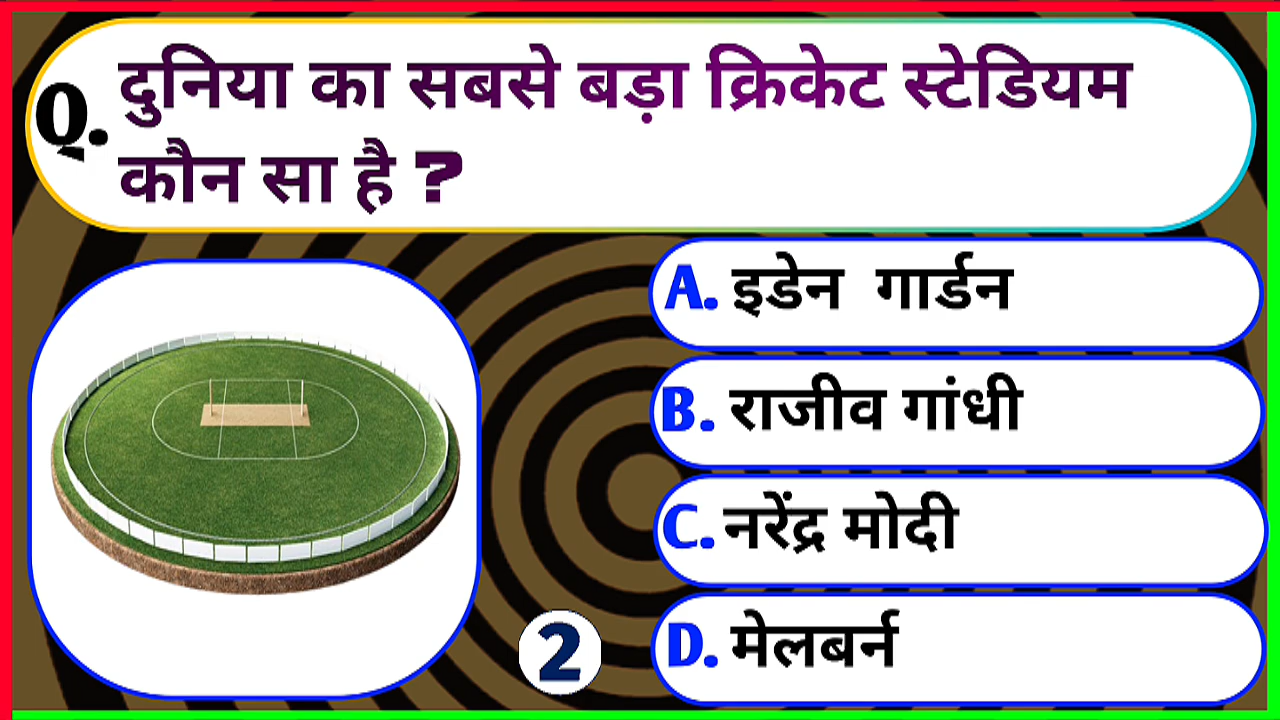 Q. दुनिया का सबसे बड़ा क्रिकेट स्टेडियम
कौन सा है ?
A. इडेन गार्डन
B. राजीव गांधी
C. नरेंद्र मोदी
D. मेलबर्न
2